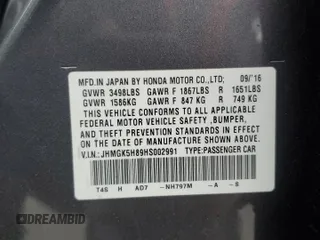 MFD. IN JAPAN BY HONDA MOTOR CO.,LTD. 09/'16
GVWR 3498LBS GAWR F 1867LBS R 1651LBS
GVWR 1586KG GAWR F 847 KG R 749 KG
THIS VEHICLE CONFORMS TO ALL APPLICABLE
FEDERAL MOTOR VEHICLE SAFETY ,BUMPER,
AND THEFT PREVENTION STANDARDS IN EFFECT
ON THE DATE OF MANUFACTURE SHOWN ABOVE.
V.I.N.: JHMGK5H89HS002991 TYPE:PASSENGER CAR
T4S H AD7 -NH797M -A -S
DREAMBID